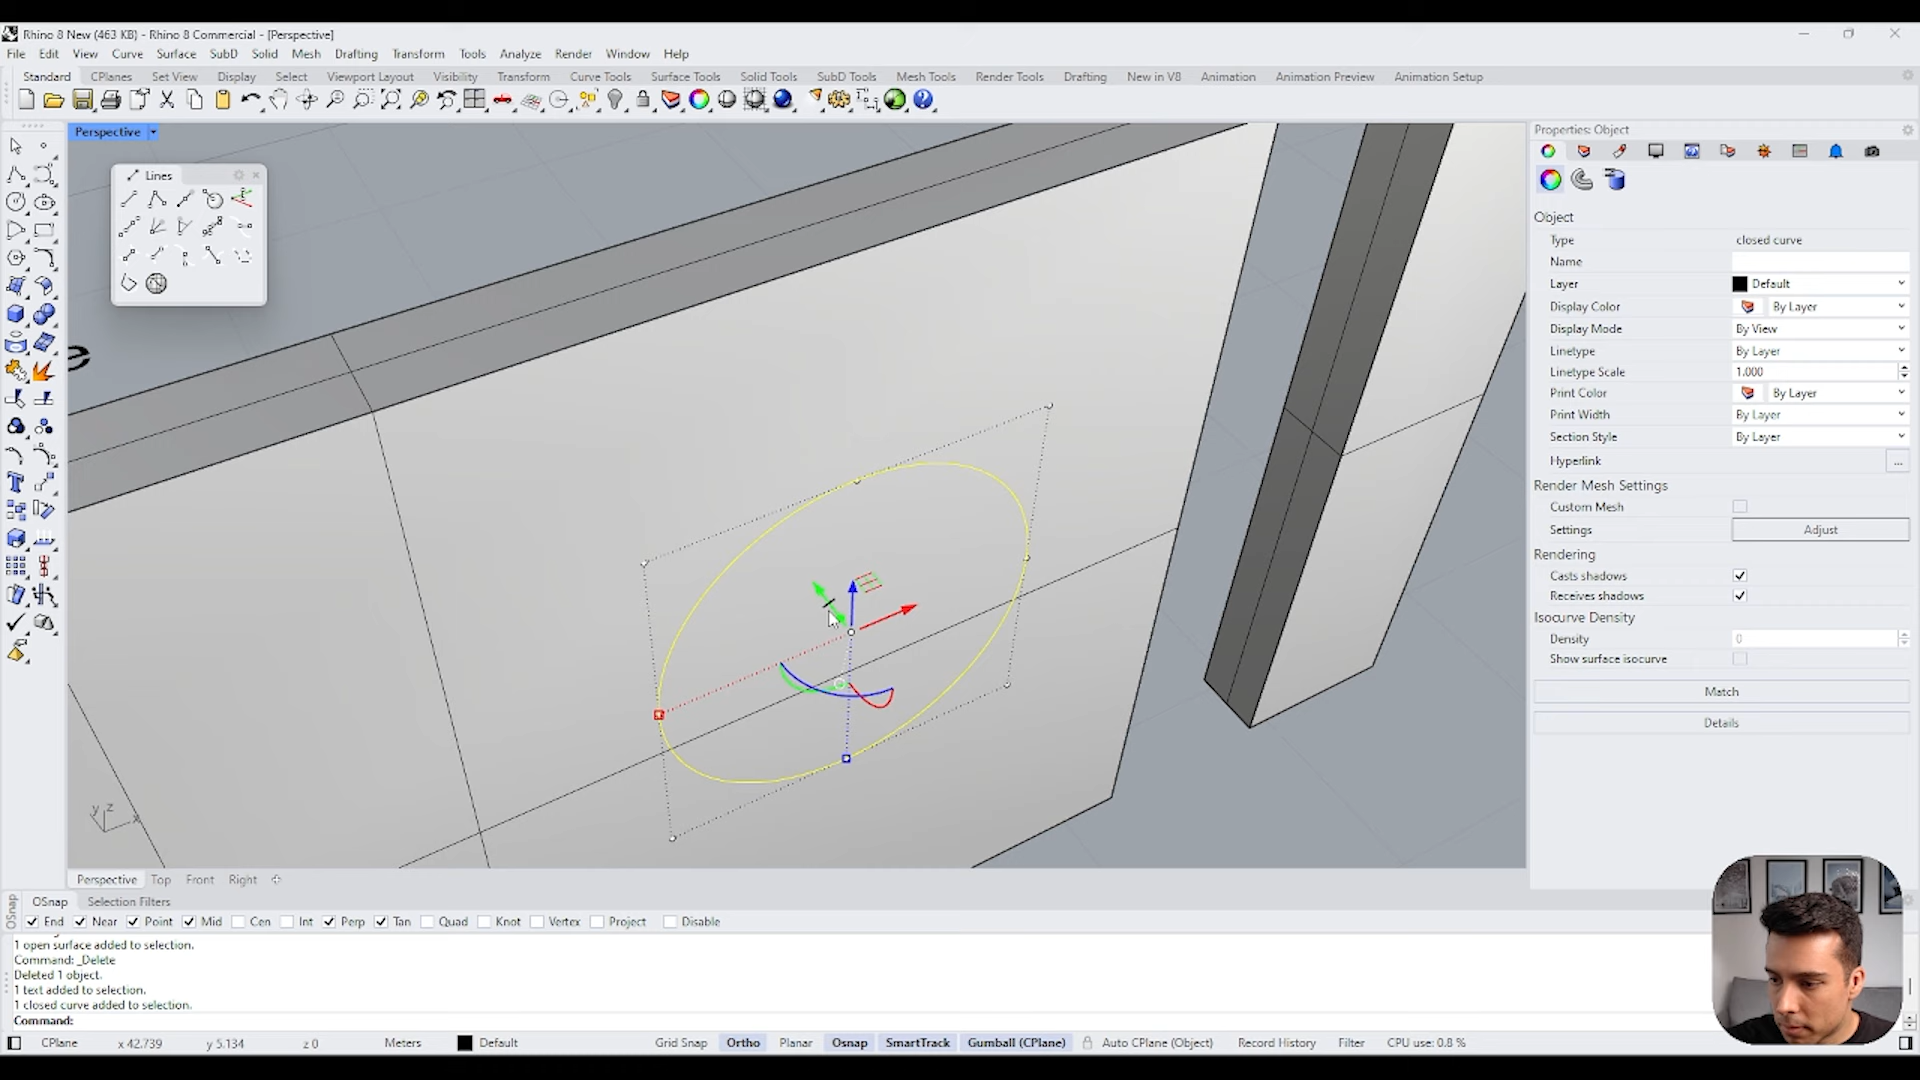 Rhino 8 New (463 KB) - Rhino 8 Commercial - [Perspective]
File Edit View Curve Surface SubD Solid Mesh Drafting Transform Tools Analyze Render Window Help
Standard CPlanes Set View Display Select Viewport Layout Visibility Transform Curve Tools Surface Tools Solid Tools SubD Tools Mesh Tools Render Tools Drafting New in V8 Animation Animation Preview Animation Setup
Perspective
Lines
e
y z x
Properties: Object
Object
Type closed curve
Name
Layer Default
Display Color By Layer
Display Mode By View
Linetype By Layer
Linetype Scale 1.000
Print Color By Layer
Print Width By Layer
Section Style By Layer
Hyperlink ...
Render Mesh Settings
Custom Mesh
Settings Adjust
Rendering
Casts shadows
Receives shadows
Isocurve Density
Density 0
Show surface isocurve
Match
Details
Perspective Top Front Right
OSnap
OSnap Selection Filters
End Near Point Mid Cen Int Perp Tan Quad Knot Vertex Project Disable
1 open surface added to selection.
Command: _Delete
Deleted 1 object.
1 text added to selection.
1 closed curve added to selection.
Command:
CPlane x 42.739 y 5.134 z 0 Meters Default Grid Snap Ortho Planar Osnap SmartTrack Gumball (CPlane) Auto CPlane (Object) Record History Filter CPU use: 0.8 %